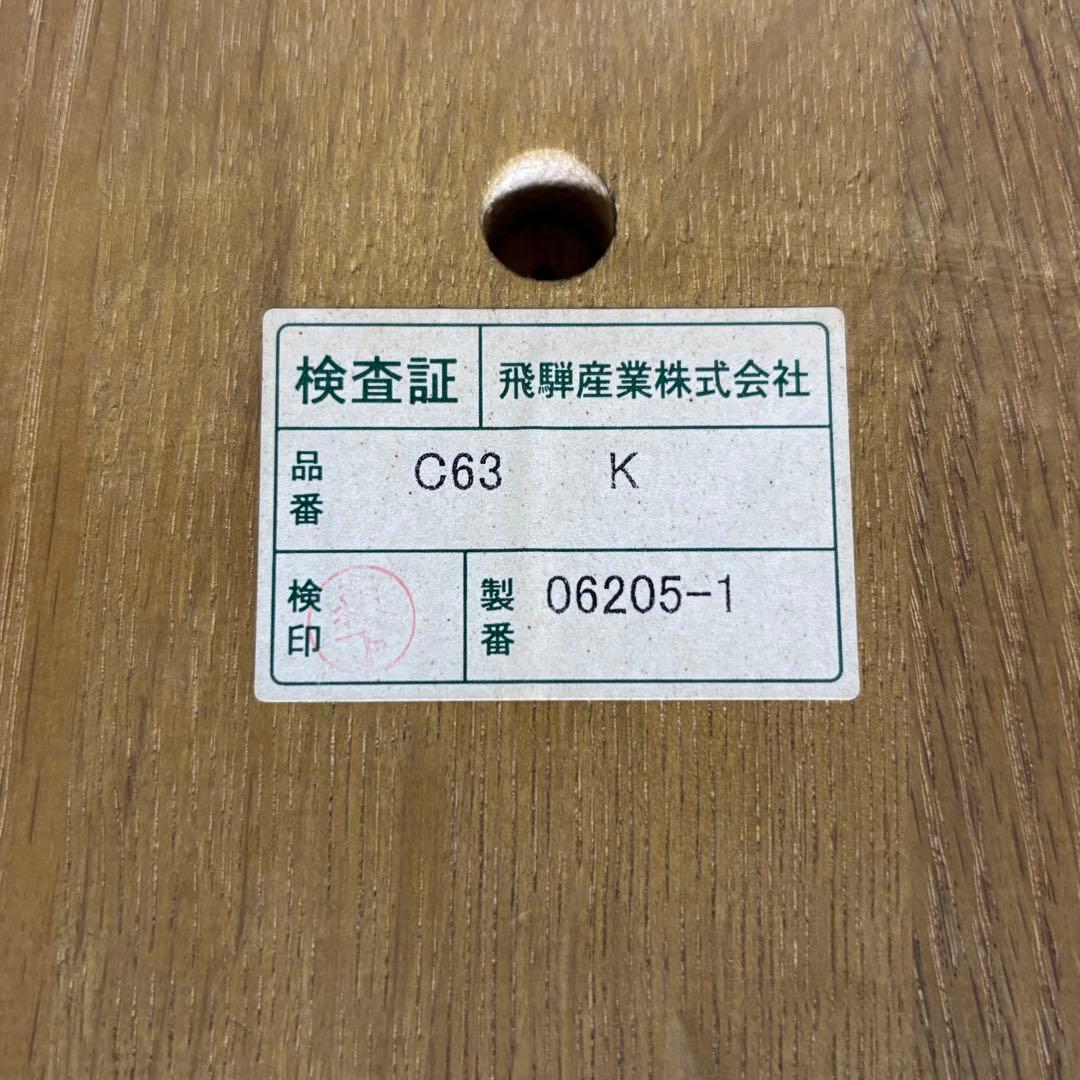 検査証 飛騨産業株式会社
品番 C63 K
検印 製番 06205-1